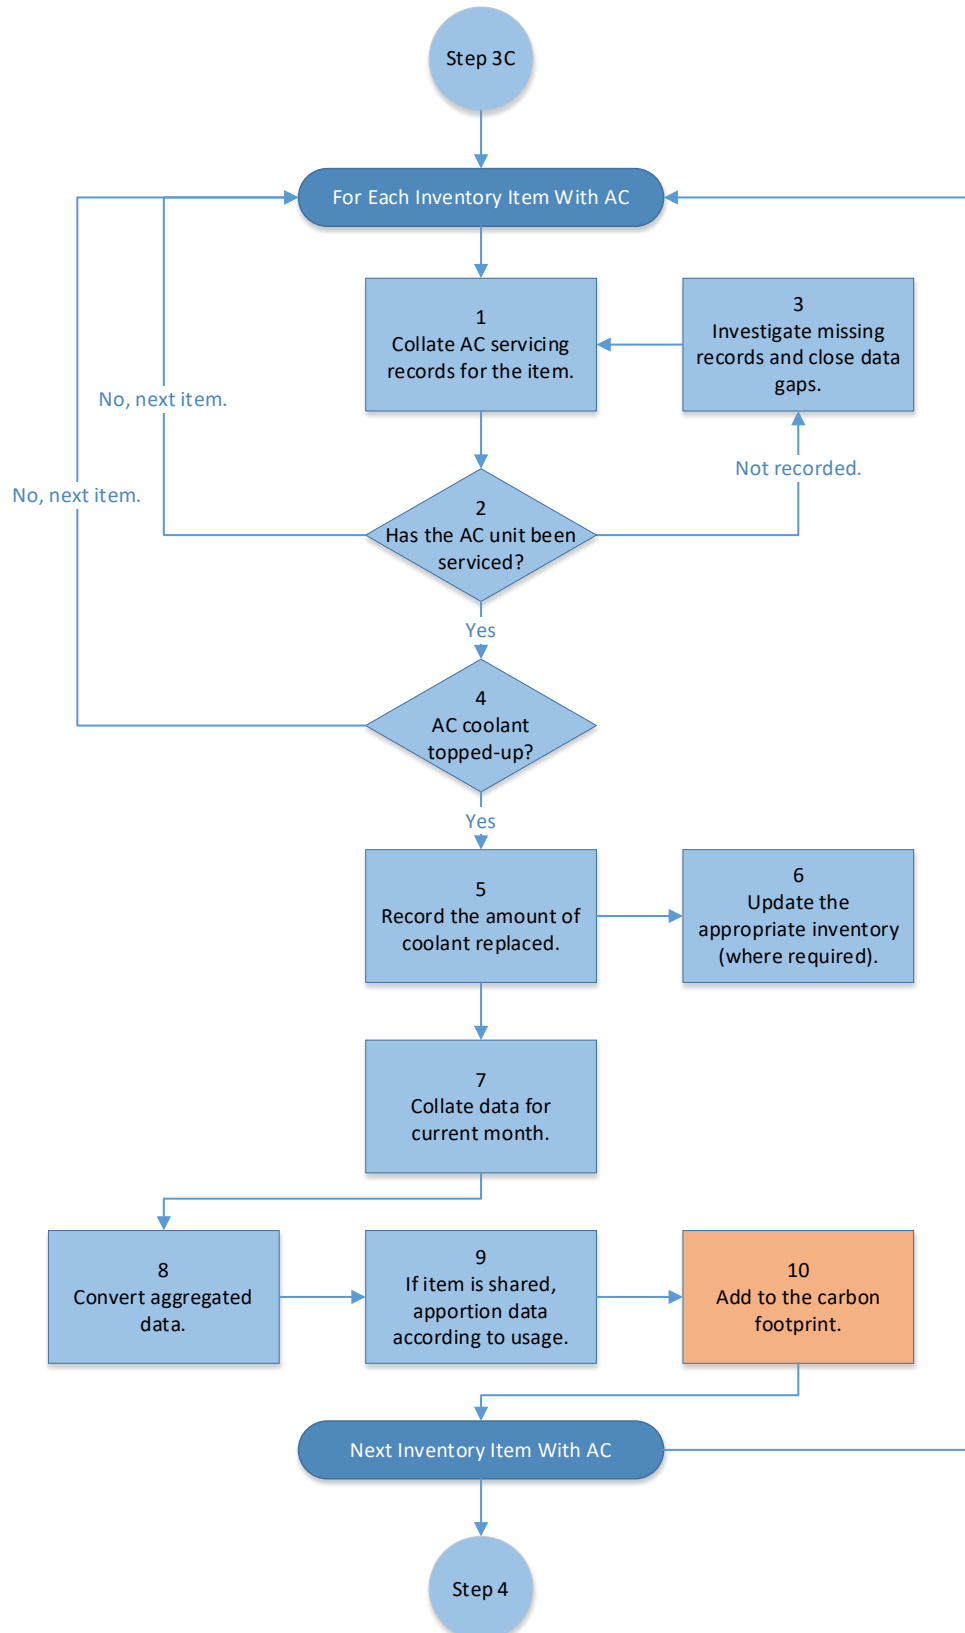 Step 3C
For Each Inventory Item With AC
1
Collate AC servicing
records for the item.
3
Investigate missing
records and close data
gaps.
No, next item.
Not recorded.
No, next item.
2
Has the AC unit been
serviced?
Yes
4
AC coolant
topped-up?
Yes
5
Record the amount of
coolant replaced.
6
Update the
appropriate inventory
(where required).
7
Collate data for
current month.
8
Convert aggregated
data.
9
If item is shared,
apportion data
according to usage.
10
Add to the carbon
footprint.
Next Inventory Item With AC
Step 4